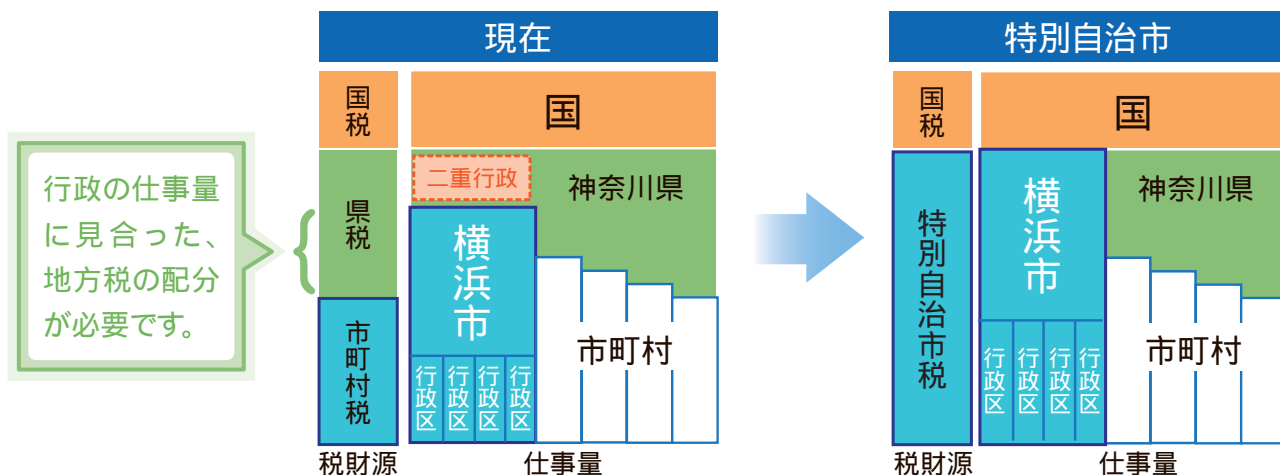 現在
国税
国
行政の仕事量
に見合った、
地方税の配分
が必要です。
県税
二重行政
神奈川県
横浜市
市町村税
市町村
行政区
行政区
行政区
行政区
税財源
仕事量
特別自治市
国税
国
特別自治市税
横浜市
神奈川県
市町村
行政区
行政区
行政区
行政区
税財源
仕事量